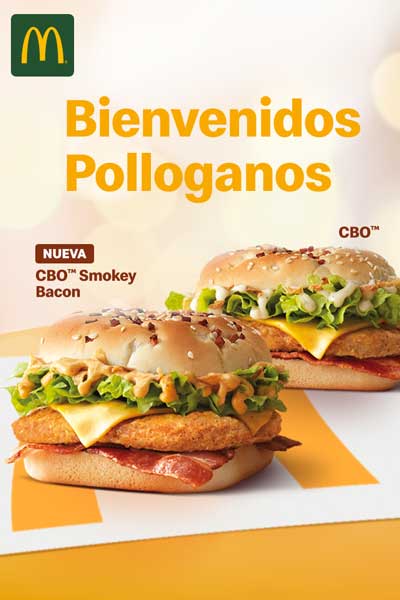 Bienvenidos
Polloganos
CBO™
NUEVA
CBO™ Smokey
Bacon